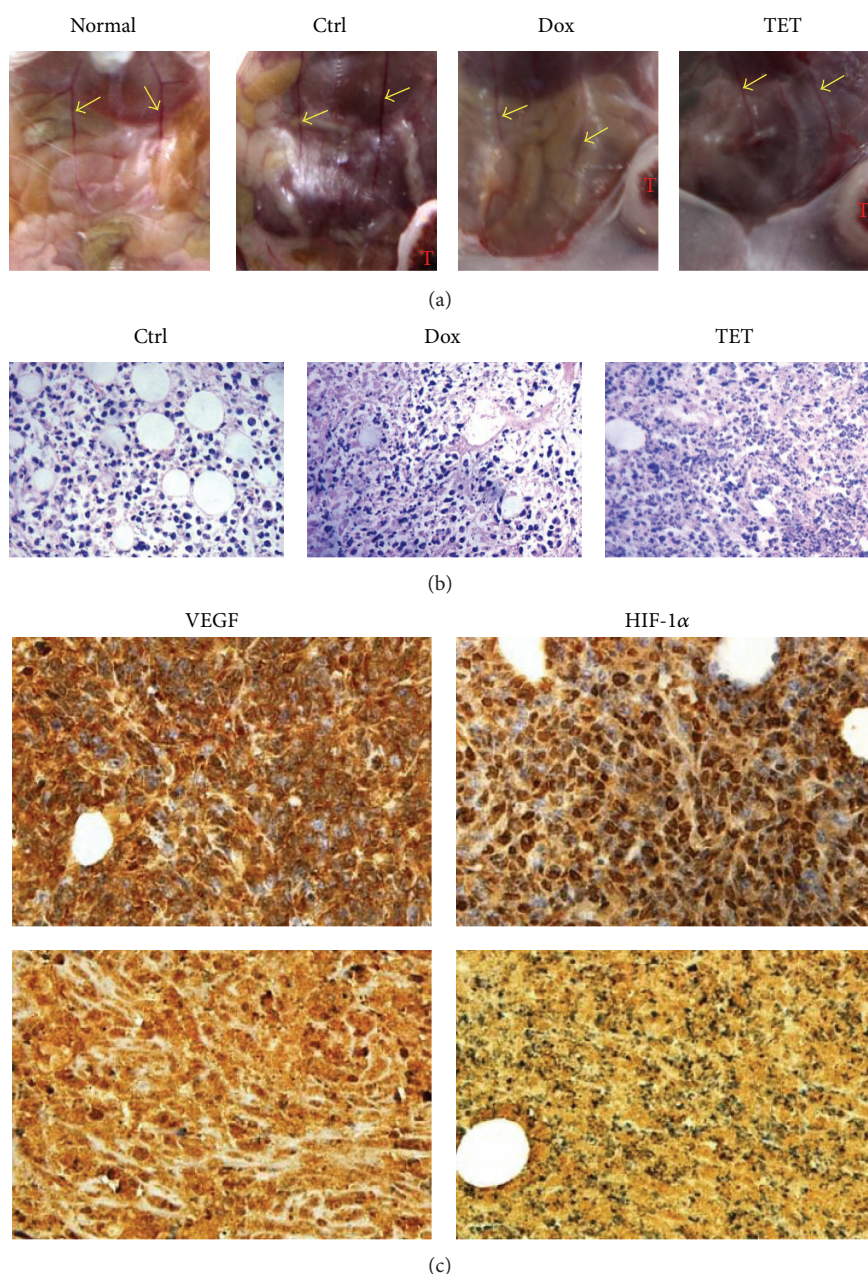 Normal Ctrl Dox TET
T T T
(a)
Ctrl Dox TET
(b)
VEGF HIF-1α
(c)